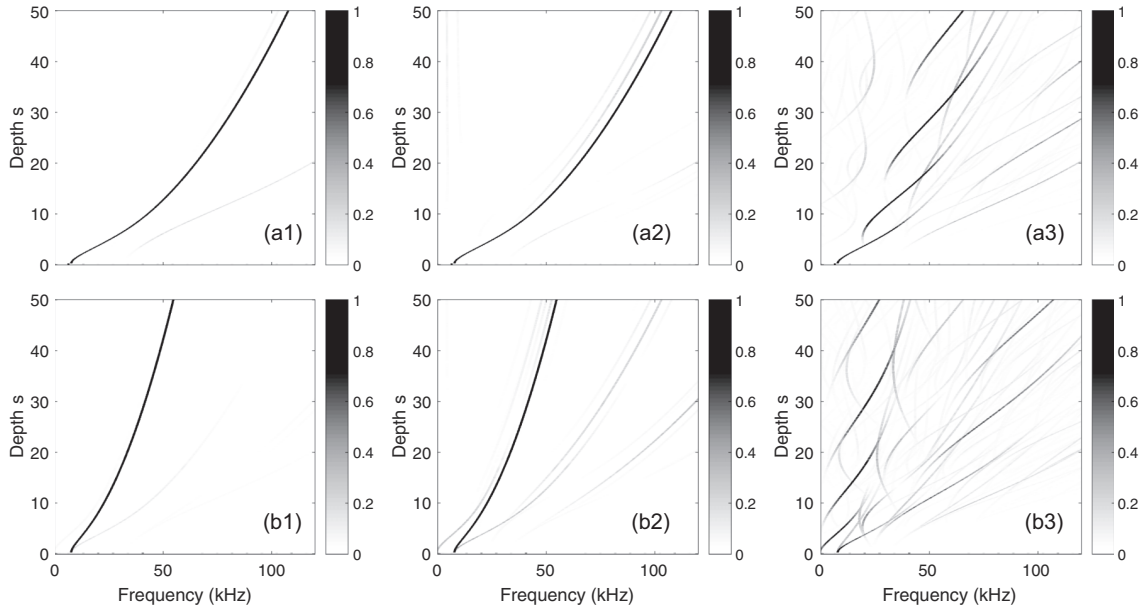 50 40 30 20 10 0
Depth s
(a1)
1 0.8 0.6 0.4 0.2 0
50 40 30 20 10 0
Depth s
(a2)
1 0.8 0.6 0.4 0.2 0
50 40 30 20 10 0
Depth s
(a3)
1 0.8 0.6 0.4 0.2 0
50 40 30 20 10 0
Depth s
(b1)
1 0.8 0.6 0.4 0.2 0
0 50 100
Frequency (kHz)
50 40 30 20 10 0
Depth s
(b2)
1 0.8 0.6 0.4 0.2 0
0 50 100
Frequency (kHz)
50 40 30 20 10 0
Depth s
(b3)
1 0.8 0.6 0.4 0.2 0
0 50 100
Frequency (kHz)